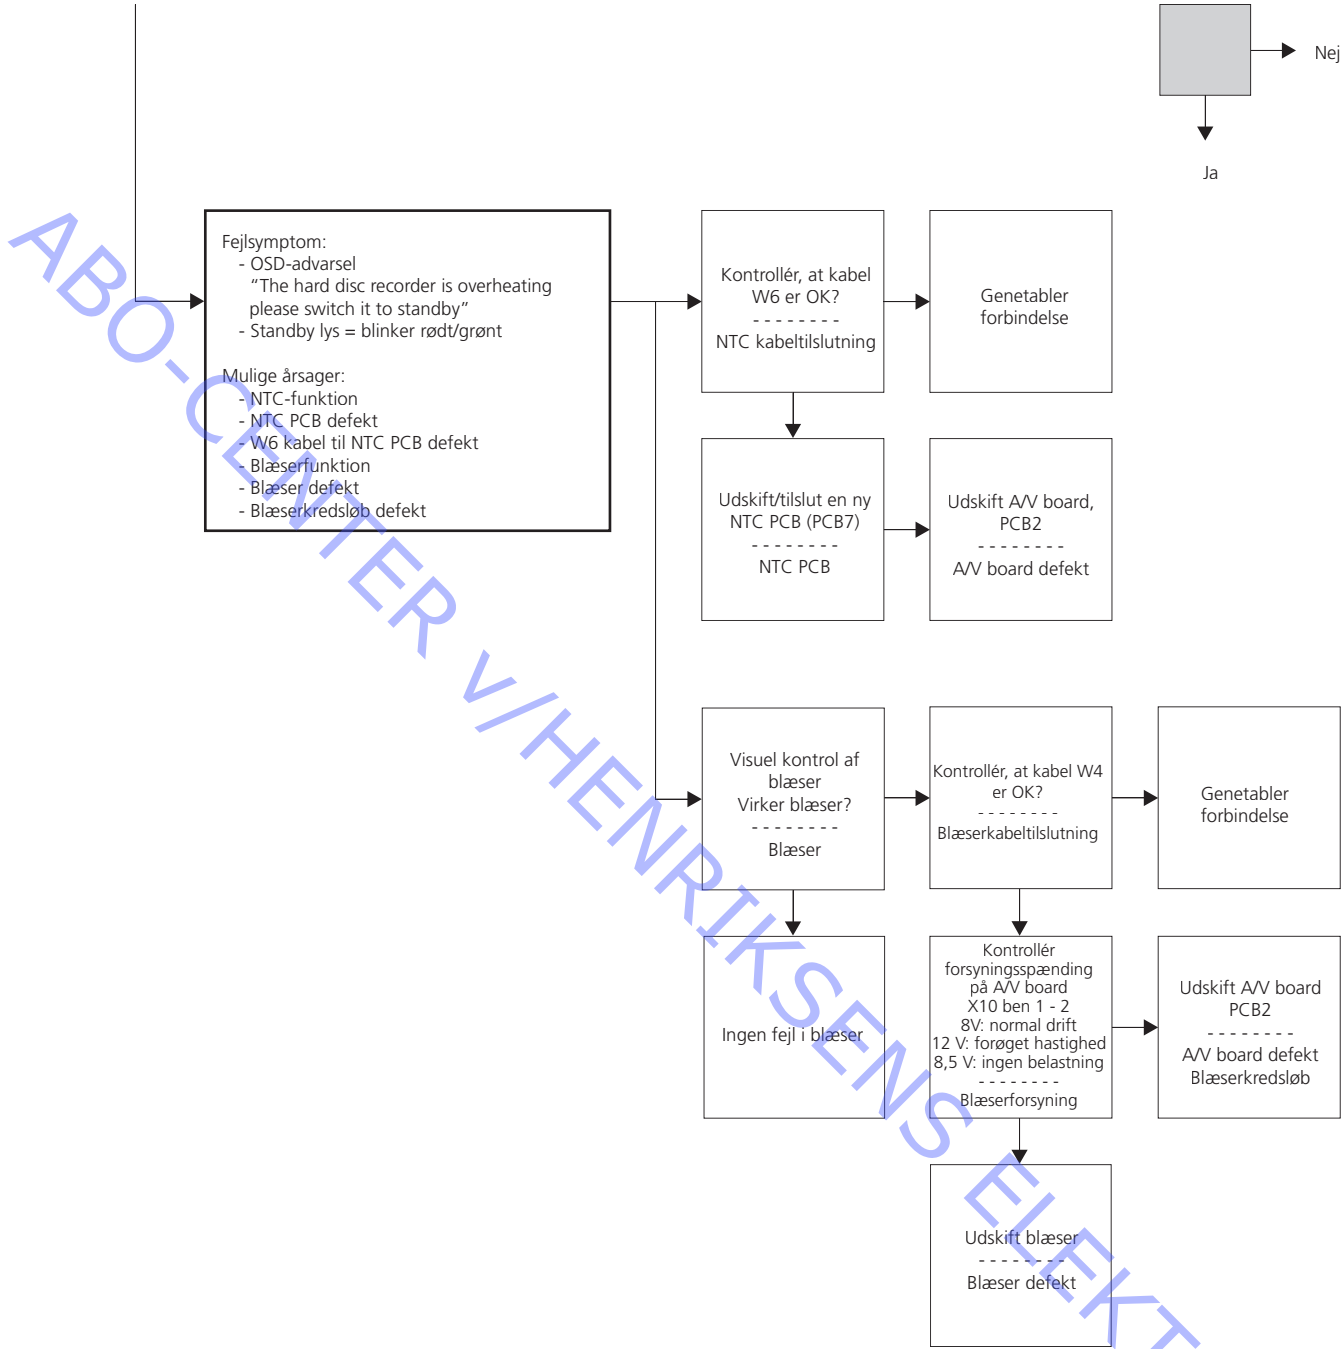 Nej
Ja
Fejlsymptom:
- OSD-advarsel
“The hard disc recorder is overheating
please switch it to standby”
- Standby lys = blinker rødt/grønt
Mulige årsager:
- NTC-funktion
- NTC PCB defekt
- W6 kabel til NTC PCB defekt
- Blæserfunktion
- Blæser defekt
- Blæserkredsløb defekt
Kontrollér, at kabel
W6 er OK?
- - - - - - - -
NTC kabeltilslutning
Genetabler
forbindelse
Udskift/tilslut en ny
NTC PCB (PCB7)
- - - - - - - -
NTC PCB
Udskift A/V board,
PCB2
- - - - - - - -
A/V board defekt
Visuel kontrol af
blæser
Virker blæser?
- - - - - - - -
Blæser
Kontrollér, at kabel W4
er OK?
- - - - - - - -
Blæserkabeltilslutning
Genetabler
forbindelse
Ingen fejl i blæser
Kontrollér
forsyningsspænding
på A/V board
X10 ben 1 - 2
8V: normal drift
12 V: forøget hastighed
8,5 V: ingen belastning
- - - - - - - -
Blæserforsyning
Udskift A/V board
PCB2
- - - - - - - -
A/V board defekt
Blæserkredsløb
Udskift blæser
- - - - - - - -
Blæser defekt
ABO-CENTER v/HENRIKSENS ELEKT